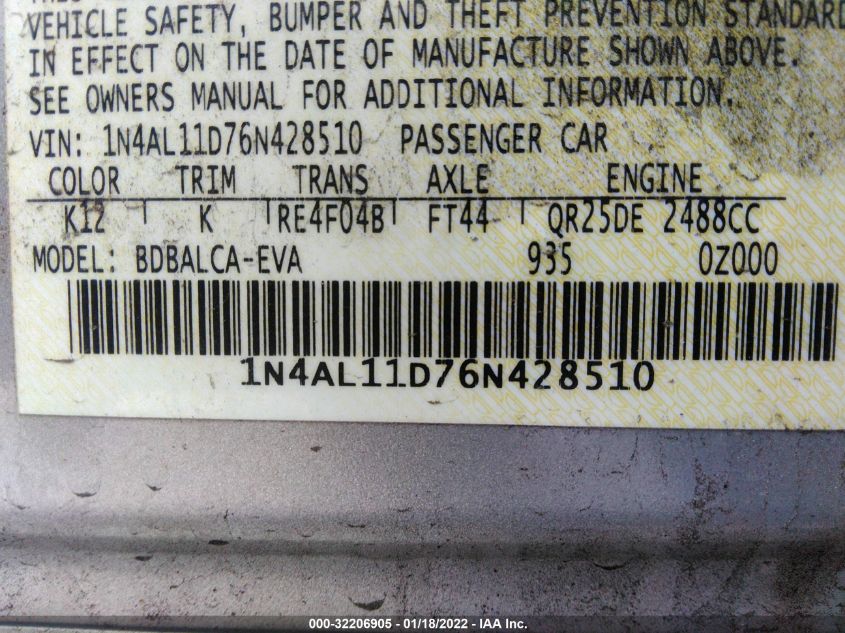 VEHICLE SAFETY, BUMPER AND THEFT PREVENTION STANDARD
IN EFFECT ON THE DATE OF MANUFACTURE SHOWN ABOVE.
SEE OWNERS MANUAL FOR ADDITIONAL INFORMATION.
VIN: 1N4AL11D76N428510 PASSENGER CAR
COLOR TRIM TRANS AXLE ENGINE
K12 K RE4F04B FT44 QR25DE 2488CC
MODEL: BDBALCA-EVA 935 0Z000
1N4AL11D76N428510
000-32206905 - 01/18/2022 - IAA Inc.